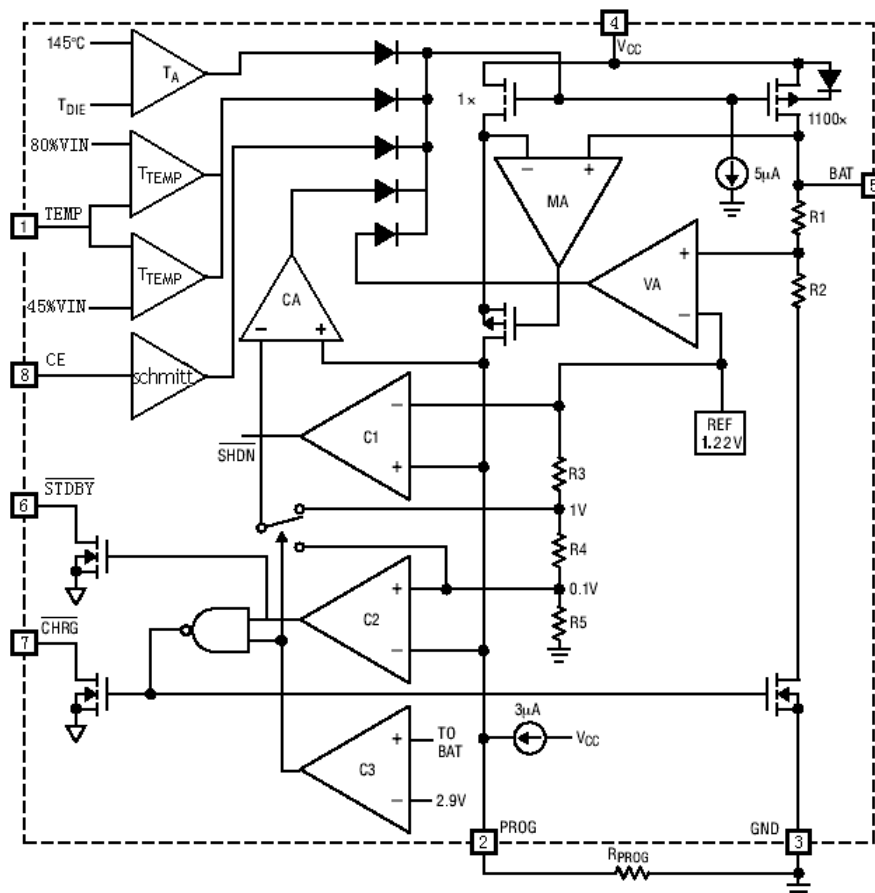 4
VCC
145°C
TA
TDIE
1×
1100×
80%VIN
TTEMP
5µA
BAT
5
1
TEMP
MA
R1
TTEMP
VA
R2
45%VIN
CA
8
CE
schmitt
C1
SHDN
REF
1.22V
R3
6
STDBY
1V
R4
0.1V
C2
R5
7
CHRG
3µA
VCC
C3
TO
BAT
2.9V
2
PROG
GND
3
RPROG